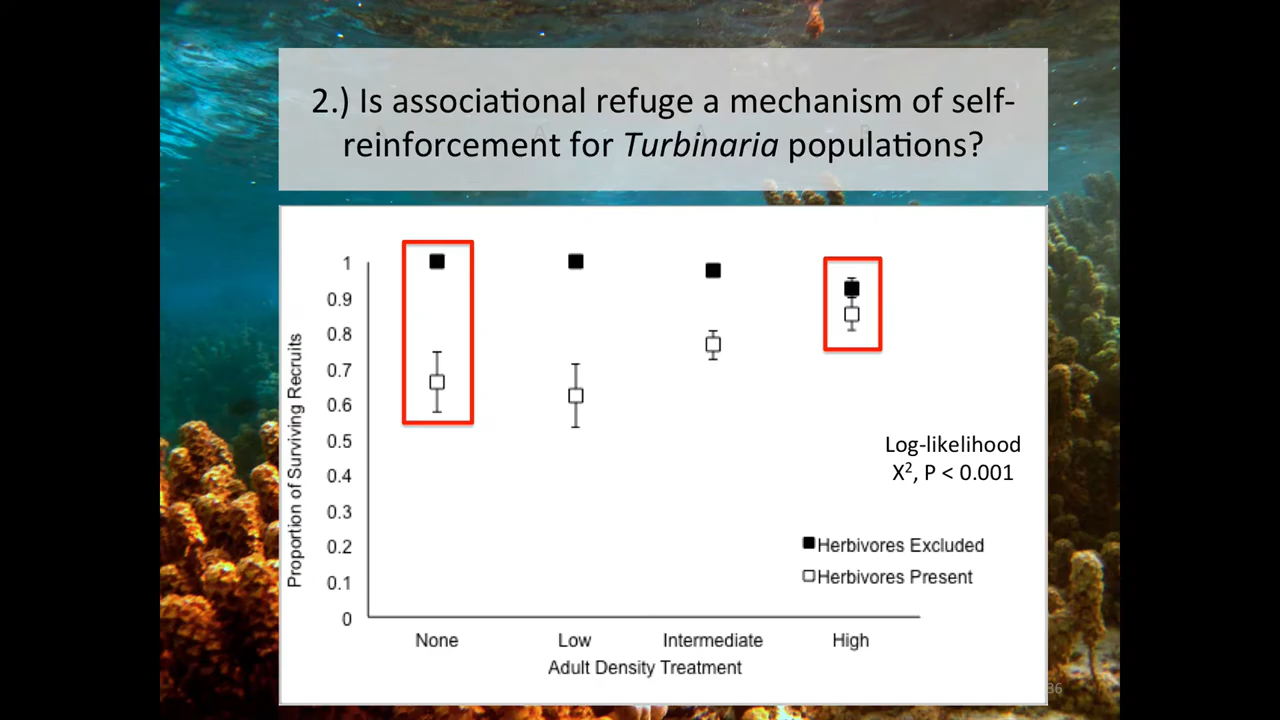 2.) Is associational refuge a mechanism of self-
reinforcement for Turbinaria populations?
1
0.9
0.8
0.7
0.6
0.5
0.4
0.3
0.2
0.1
0
Proportion of Surviving Recruits
Log-likelihood
X², P < 0.001
Herbivores Excluded
Herbivores Present
None Low Intermediate High
Adult Density Treatment
36